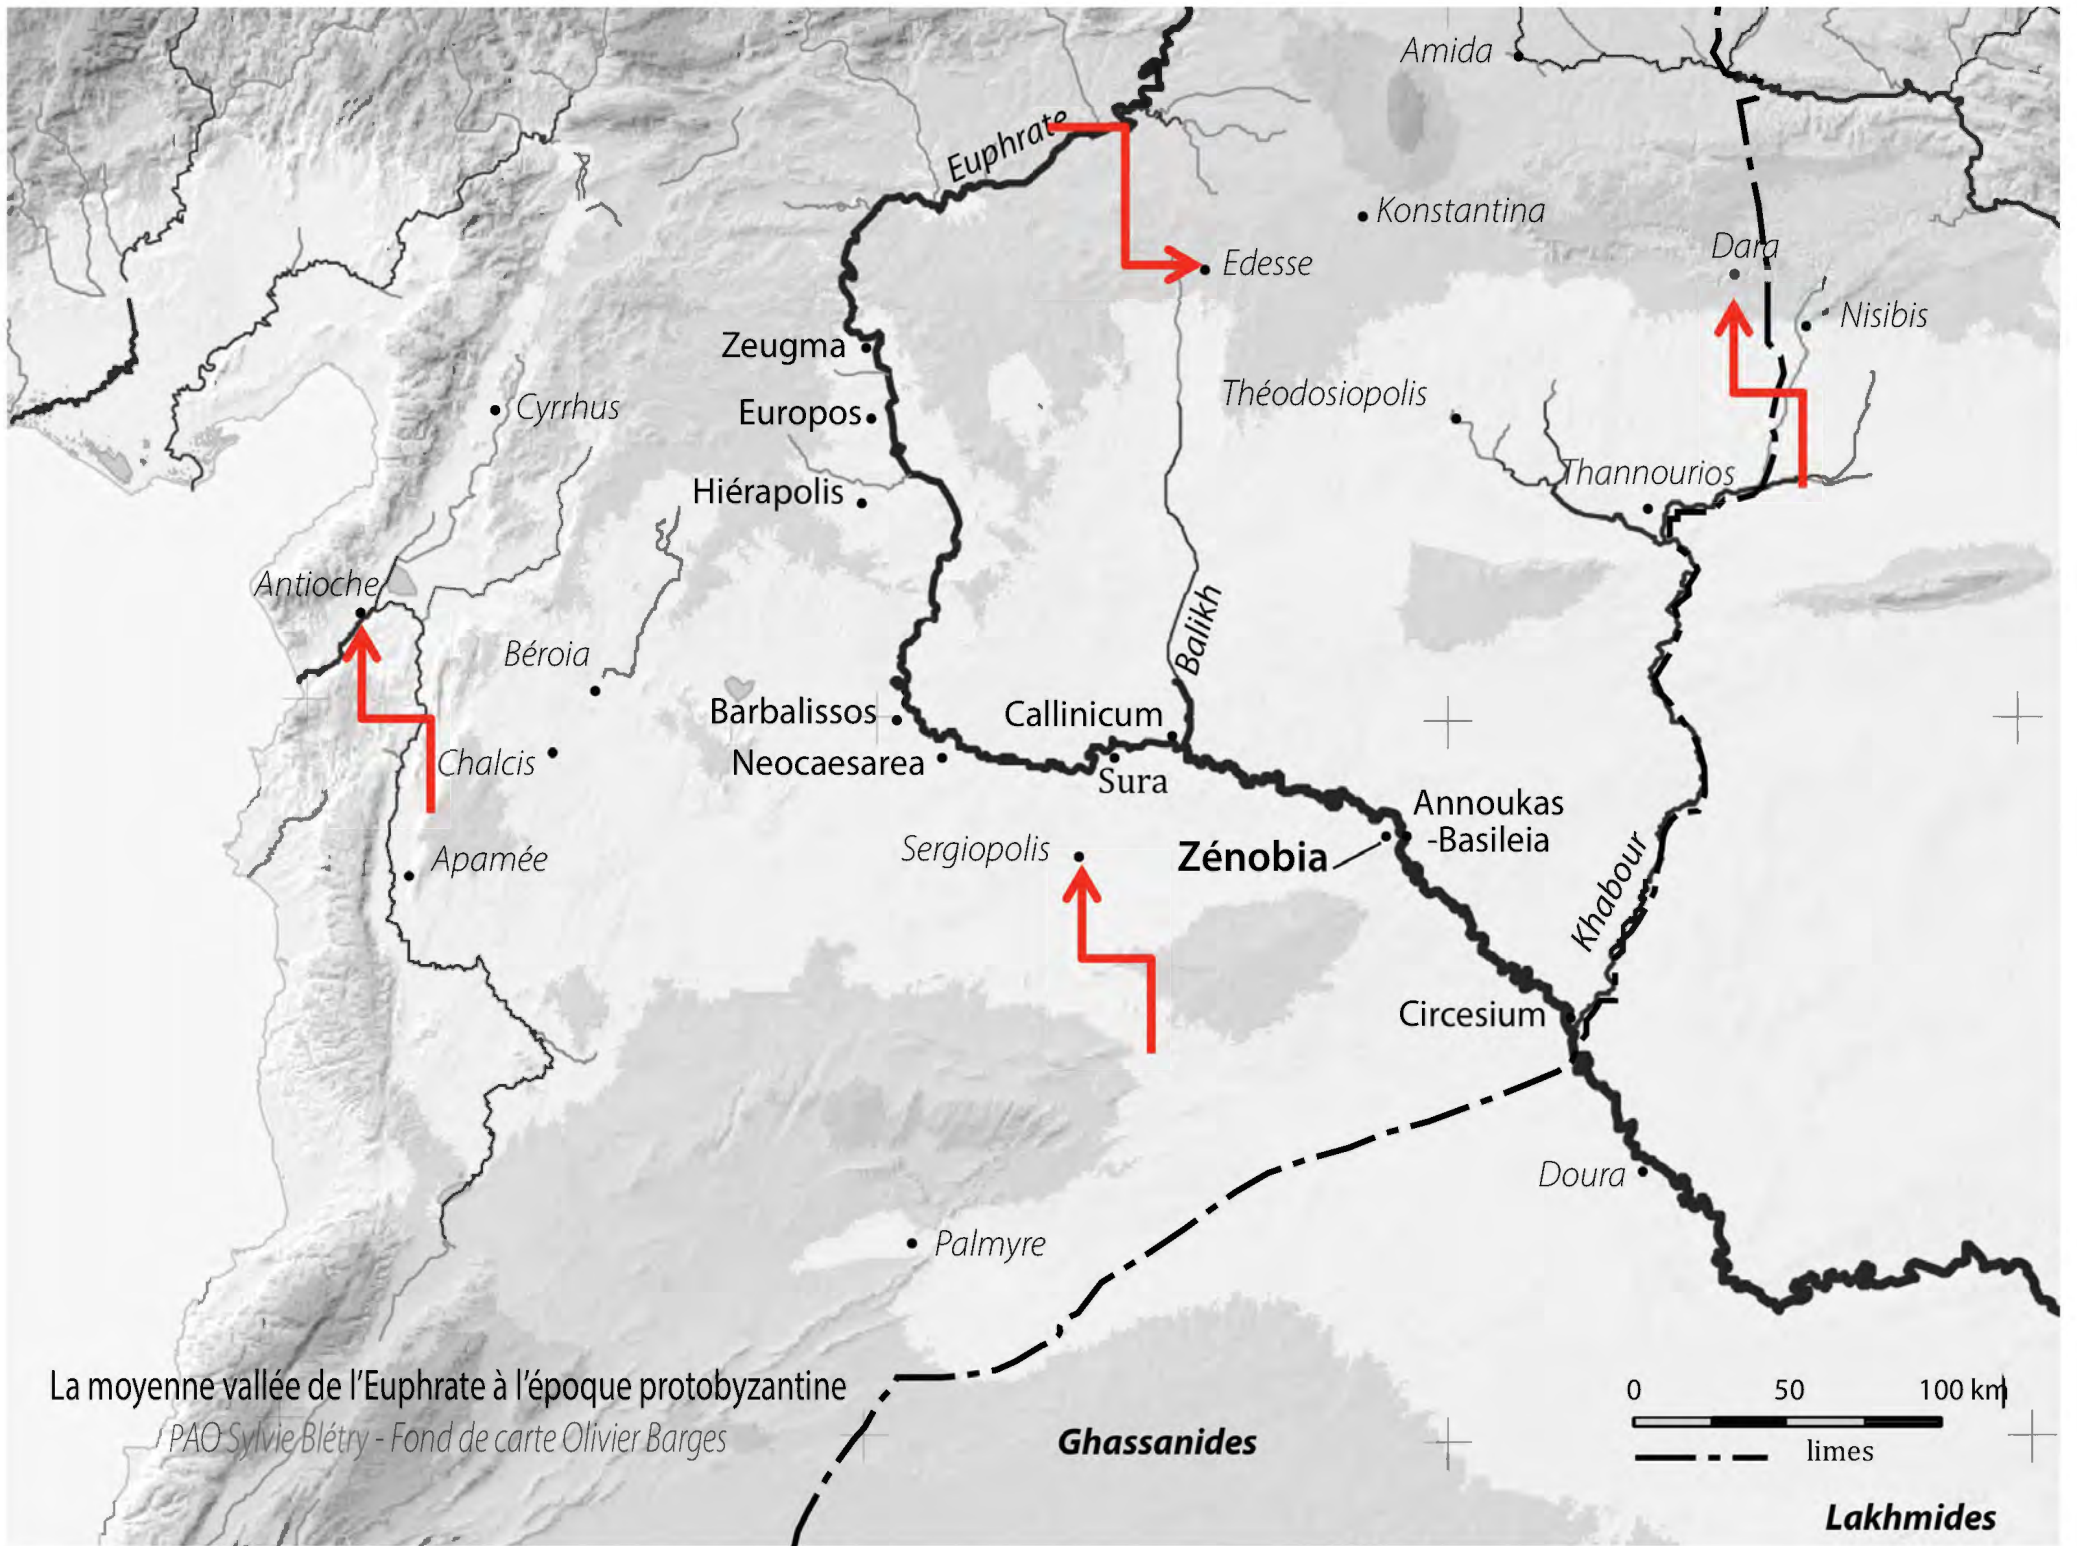 Amida
Euphrate
Konstantina
Dara
Edesse
Nisibis
Zeugma
Théodosiopolis
Cyrrhus
Europos
Thannourios
Hiérapolis
Antioche
Balikh
Béroia
Barbalissos
Callinicum
Chalcis
Neocaesarea
Sura
Annoukas
-Basileia
Sergiopolis
Zénobia
Apamée
Khabour
Circesium
Doura
Palmyre
La moyenne vallée de l'Euphrate à l'époque protobyzantine
PAO Sylvie Blétry - Fond de carte Olivier Barges
0 50 100 km
limes
Ghassanides
Lakhmides